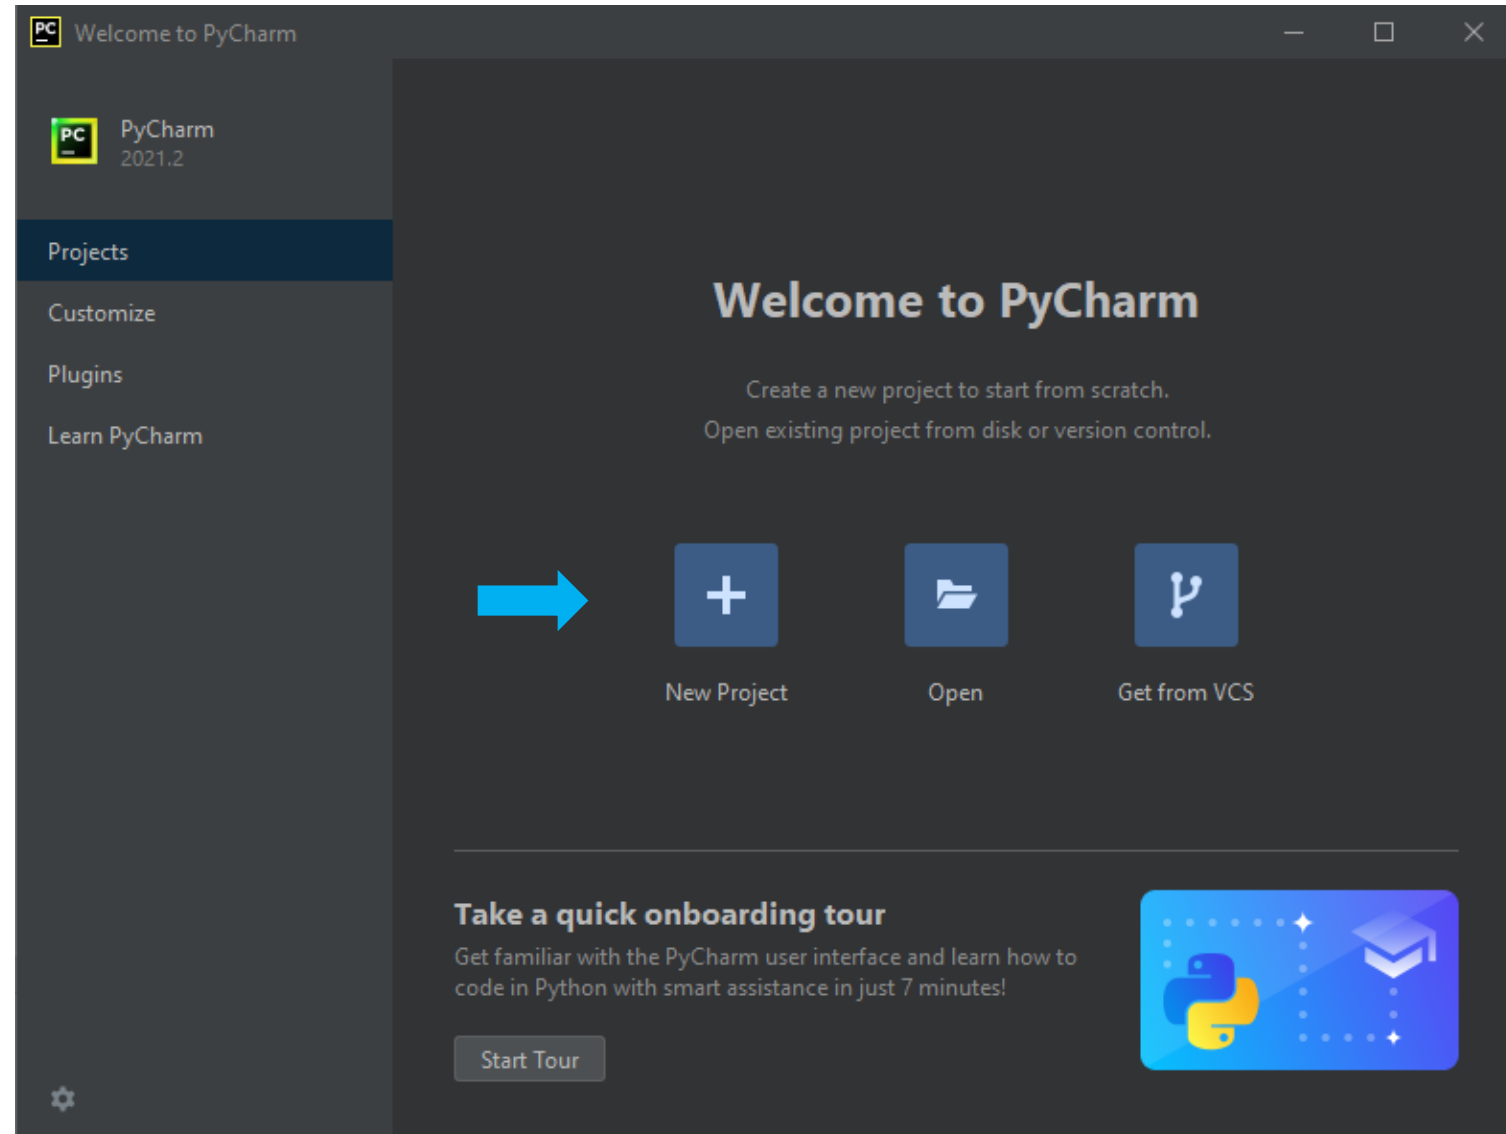 PC Welcome to PyCharm
PC PyCharm
2021.2
Projects
Customize
Plugins
Learn PyCharm
Welcome to PyCharm
Create a new project to start from scratch.
Open existing project from disk or version control.
New Project Open Get from VCS
Take a quick onboarding tour
Get familiar with the PyCharm user interface and learn how to
code in Python with smart assistance in just 7 minutes!
Start Tour